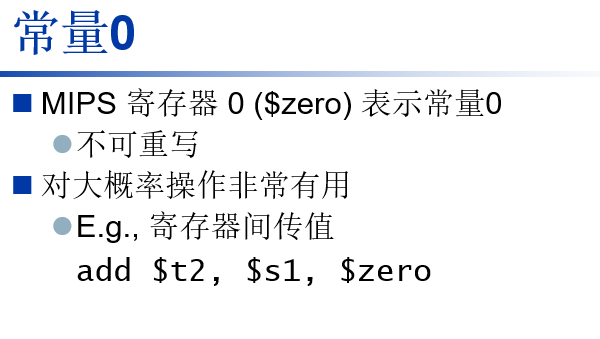 常量0
MIPS 寄存器 0 ($zero) 表示常量0
不可重写
对大概率操作非常有用
E.g., 寄存器间传值
add $t2, $s1, $zero